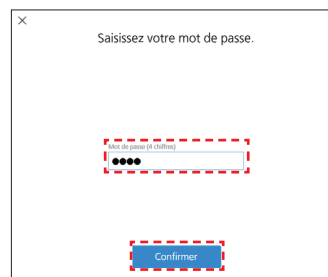 Saisissez votre mot de passe.
Mot de passe (4 chiffres)
●●●●
Confirmer